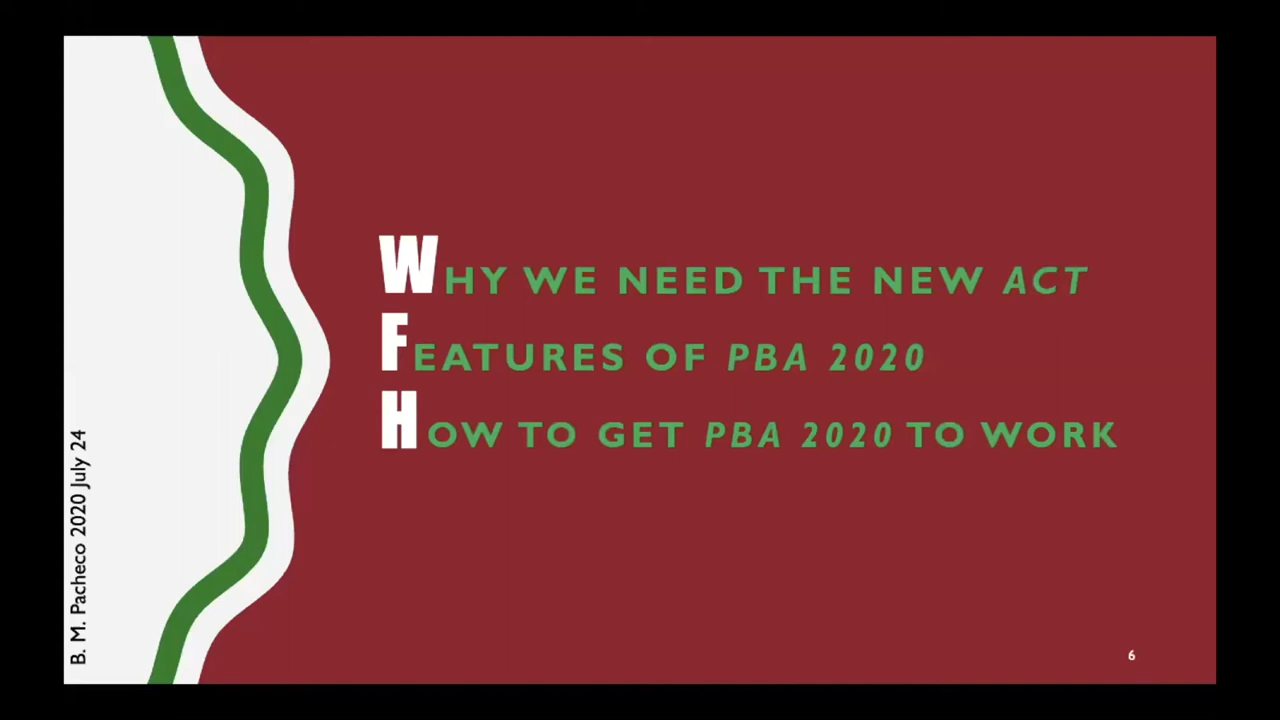 WHY WE NEED THE NEW ACT
FEATURES OF PBA 2020
HOW TO GET PBA 2020 TO WORK
B. M. Pacheco 2020 July 24
6